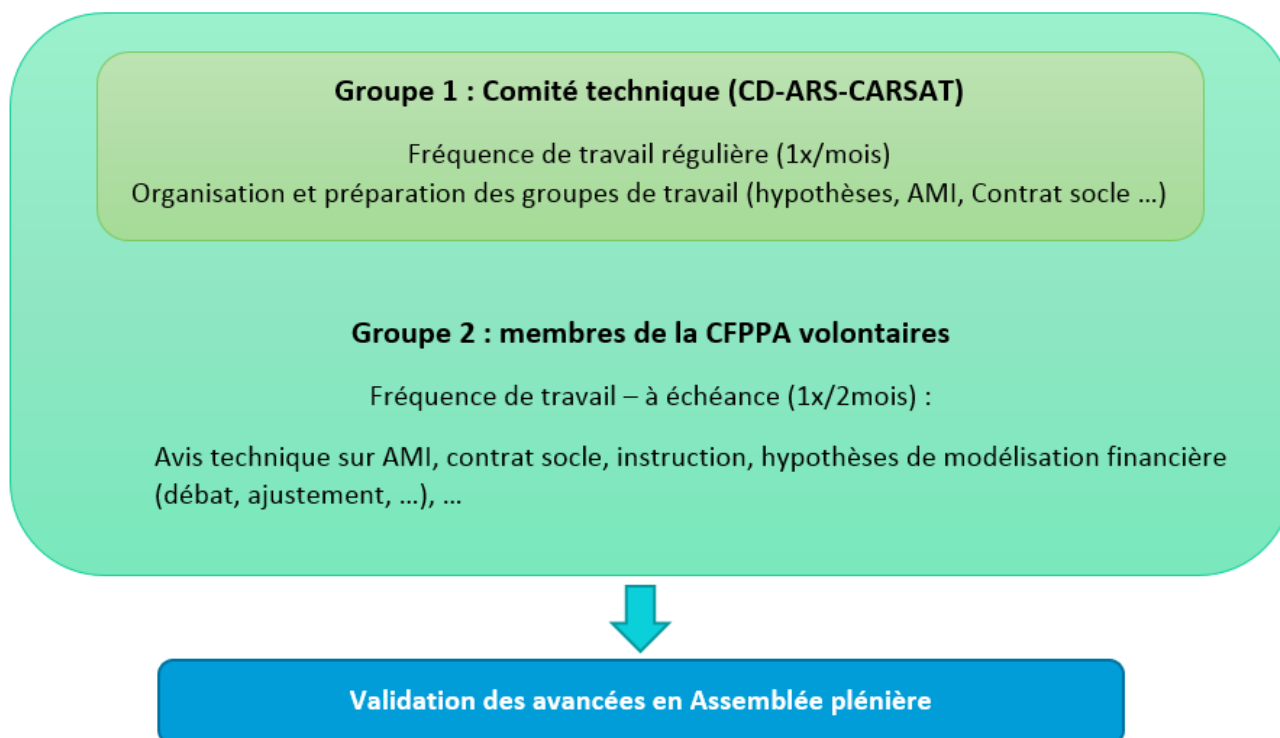 Groupe 1 : Comité technique (CD-ARS-CARSAT)
Fréquence de travail régulière (1x/mois)
Organisation et préparation des groupes de travail (hypothèses, AMI, Contrat socle ...)
Groupe 2 : membres de la CFPPA volontaires
Fréquence de travail – à échéance (1x/2mois) :
Avis technique sur AMI, contrat socle, instruction, hypothèses de modélisation financière
(débat, ajustement, ...), ...
Validation des avancées en Assemblée plénière